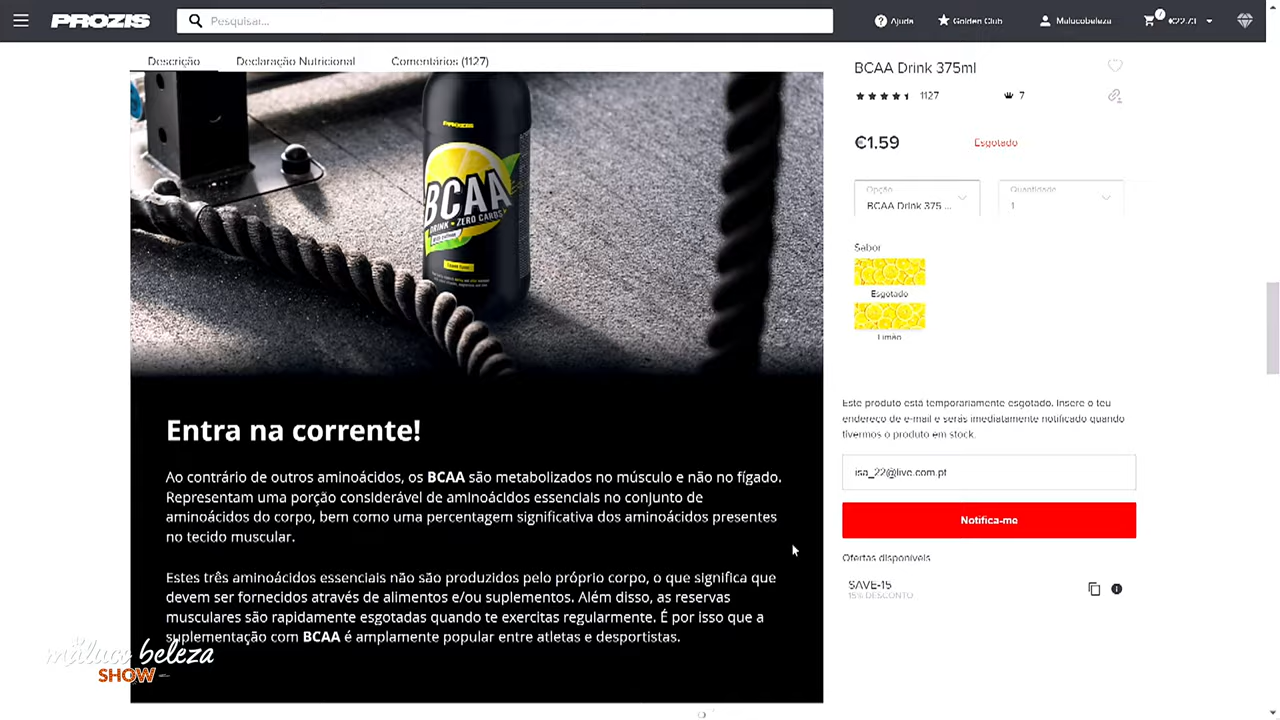 PROZIS
Pesquisar...
Ajuda
Golden Club
Malucobeleza
7
€22.73
Descrição
Declaração Nutricional
Comentários (1127)
PROZIS
BCAA
DRINK • ZERO CARBS
Entra na corrente!
Ao contrário de outros aminoácidos, os BCAA são metabolizados no músculo e não no fígado.
Representam uma porção considerável de aminoácidos essenciais no conjunto de
aminoácidos do corpo, bem como uma percentagem significativa dos aminoácidos presentes
no tecido muscular.
Estes três aminoácidos essenciais não são produzidos pelo próprio corpo, o que significa que
devem ser fornecidos através de alimentos e/ou suplementos. Além disso, as reservas
musculares são rapidamente esgotadas quando te exercitas regularmente. É por isso que a
suplementação com BCAA é amplamente popular entre atletas e desportistas.
maluco beleza
SHOW
BCAA Drink 375ml
1127
7
€1.59
Esgotado
Opção
BCAA Drink 375 ...
Quantidade
1
Sabor
Esgotado
Limão
Este produto está temporariamente esgotado. Insere o teu
endereço de e-mail e serás imediatamente notificado quando
tivermos o produto em stock.
isa_22@live.com.pt
Notifica-me
Ofertas disponíveis
SAVE-15
15% DESCONTO